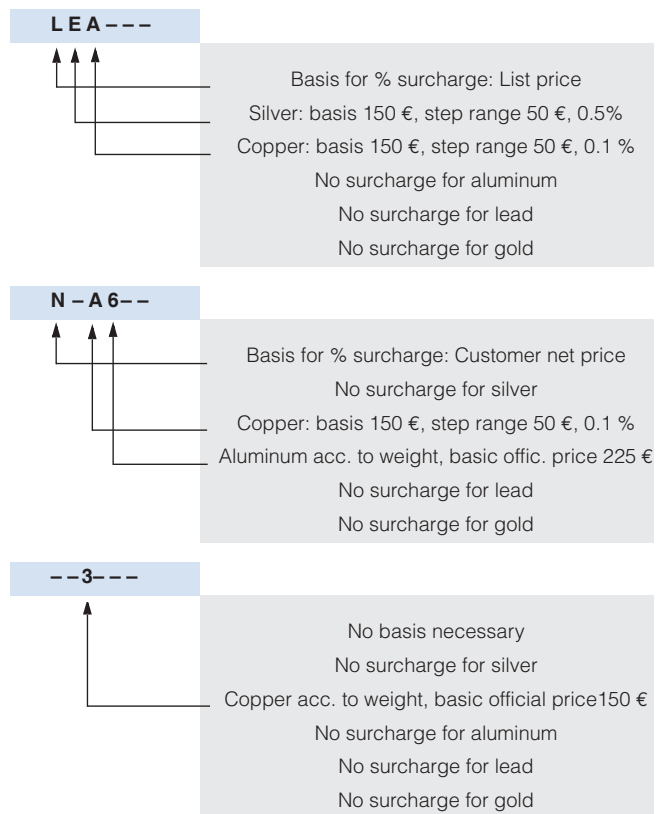 L E A – – –
Basis for % surcharge: List price
Silver: basis 150 €, step range 50 €, 0.5%
Copper: basis 150 €, step range 50 €, 0.1 %
No surcharge for aluminum
No surcharge for lead
No surcharge for gold
N – A 6 – –
Basis for % surcharge: Customer net price
No surcharge for silver
Copper: basis 150 €, step range 50 €, 0.1 %
Aluminum acc. to weight, basic offic. price 225 €
No surcharge for lead
No surcharge for gold
– – 3 – – –
No basis necessary
No surcharge for silver
Copper acc. to weight, basic official price150 €
No surcharge for aluminum
No surcharge for lead
No surcharge for gold